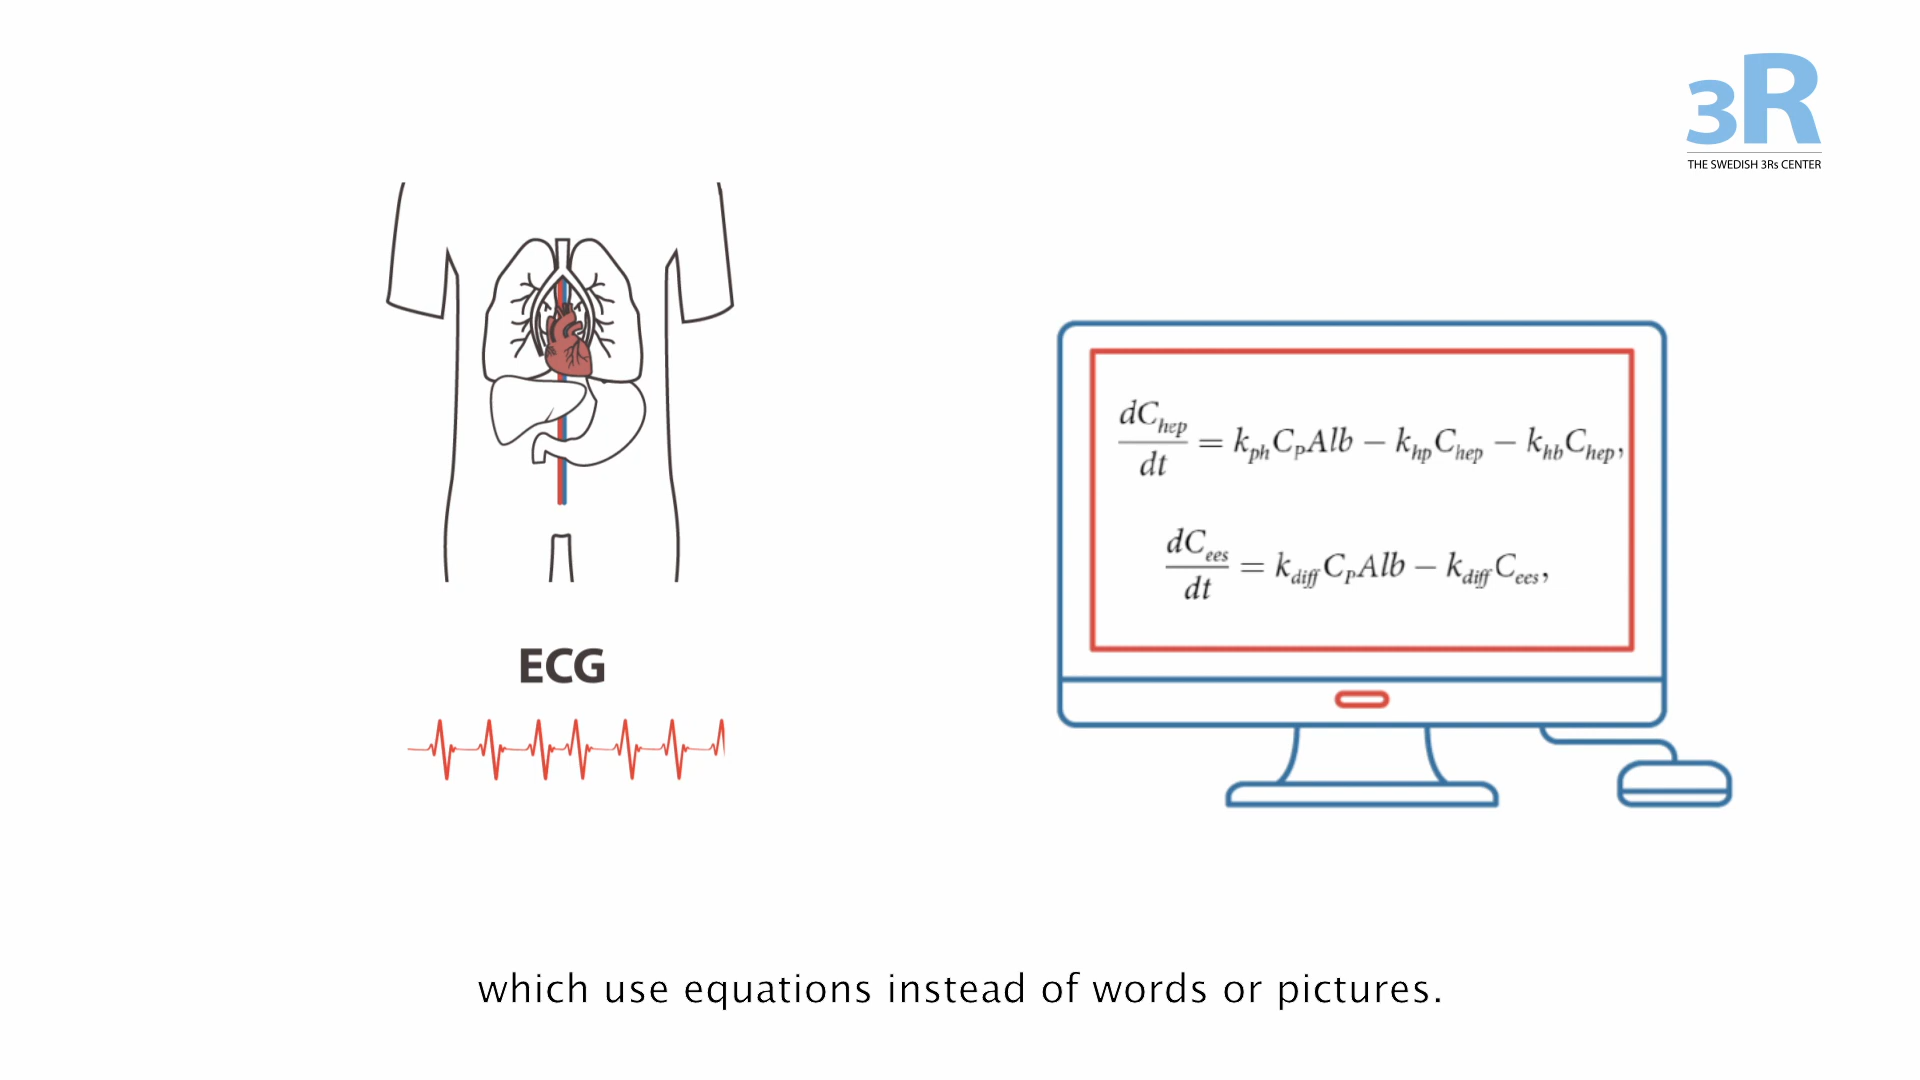 3R
THE SWEDISH 3Rs CENTER
dC_hep/dt = k_ph C_P Alb − k_hp C_hep − k_hb C_hep,
dC_ees/dt = k_diff C_P Alb − k_diff C_ees,
ECG
which use equations instead of words or pictures.